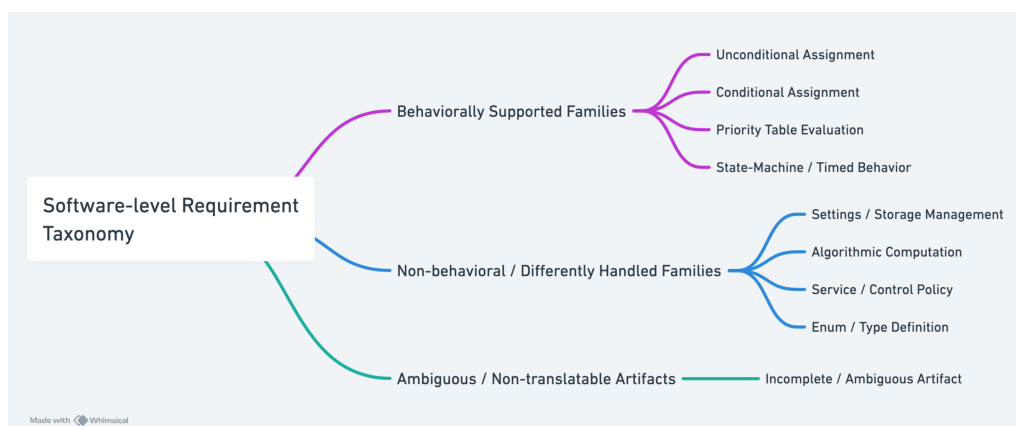 Software-level Requirement
Taxonomy
Behaviorally Supported Families
Unconditional Assignment
Conditional Assignment
Priority Table Evaluation
State-Machine / Timed Behavior
Non-behavioral / Differently Handled Families
Settings / Storage Management
Algorithmic Computation
Service / Control Policy
Enum / Type Definition
Ambiguous / Non-translatable Artifacts
Incomplete / Ambiguous Artifact
Made with Whimsical